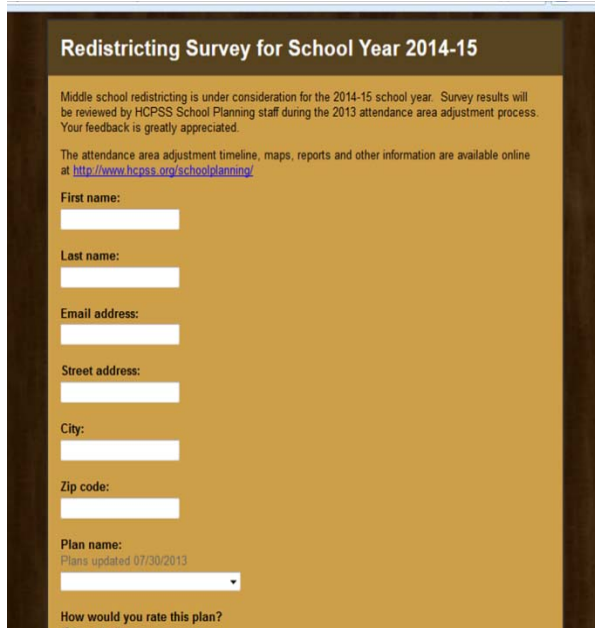 Redistricting Survey for School Year 2014-15
Middle school redistricting is under consideration for the 2014-15 school year. Survey results will
be reviewed by HCPSS School Planning staff during the 2013 attendance area adjustment process.
Your feedback is greatly appreciated.
The attendance area adjustment timeline, maps, reports and other information are available online
at http://www.hcpss.org/schoolplanning/
First name:
Last name:
Email address:
Street address:
City:
Zip code:
Plan name:
Plans updated 07/30/2013
How would you rate this plan?